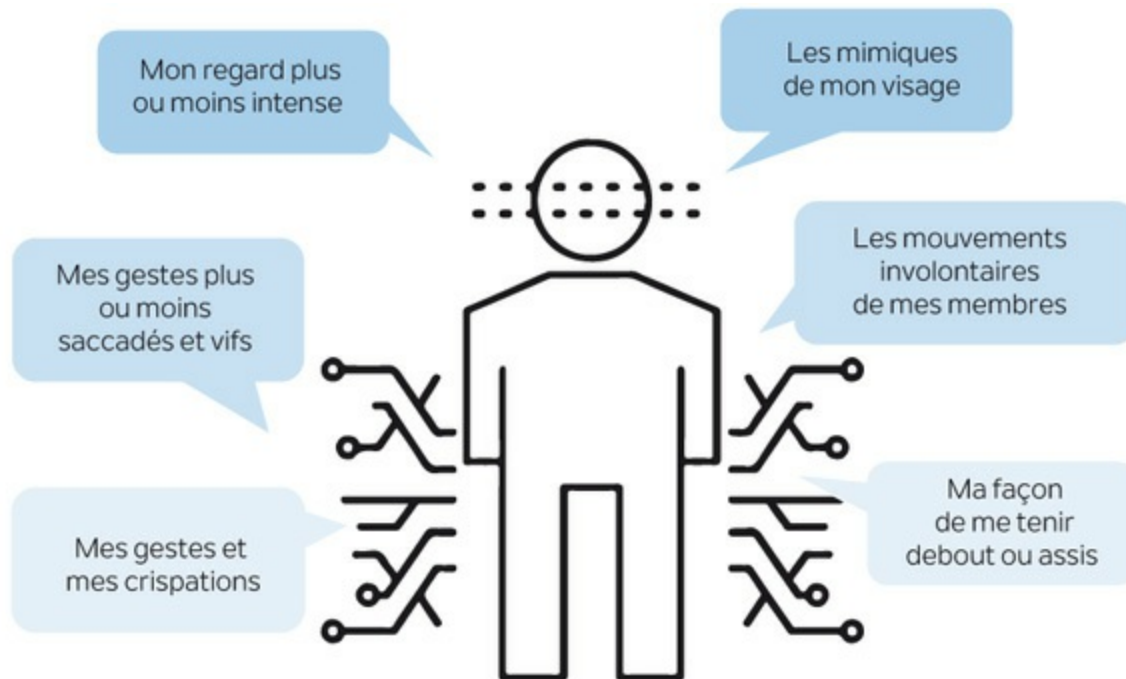 Mon regard plus
ou moins intense
Les mimiques
de mon visage
Mes gestes plus
ou moins
saccadés et vifs
Les mouvements
involontaires
de mes membres
Mes gestes et
mes crispations
Ma façon
de me tenir
debout ou assis